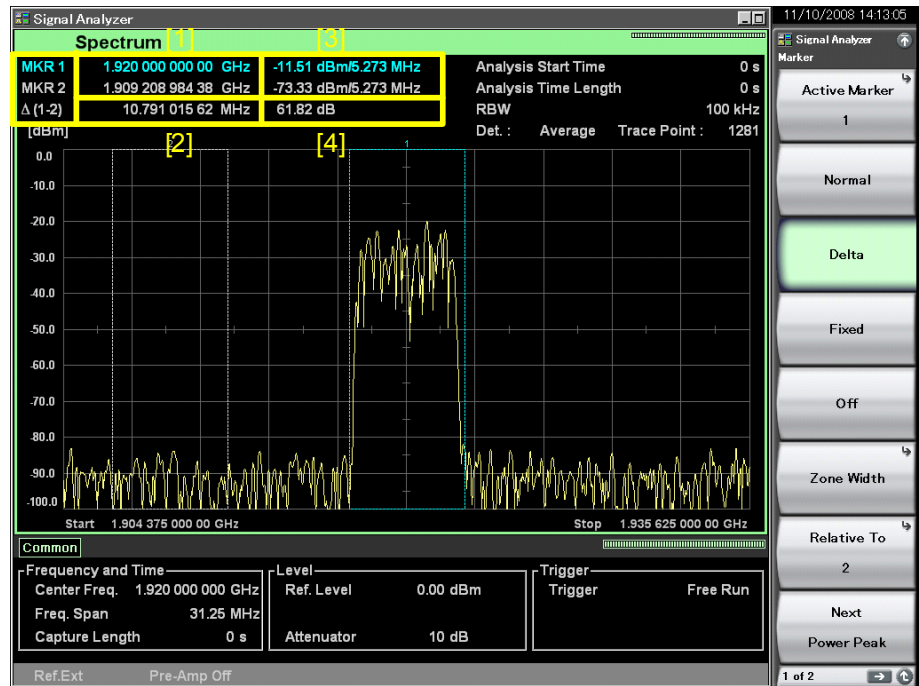 Signal Analyzer
11/10/2008 14:13:05
Spectrum [1] [3]
MKR 1 1.920 000 000 00 GHz -11.51 dBm/5.273 MHz Analysis Start Time 0 s
MKR 2 1.909 208 984 38 GHz -73.33 dBm/5.273 MHz Analysis Time Length 0 s
Δ (1-2) 10.791 015 62 MHz 61.82 dB RBW 100 kHz
[dBm] [2] [4] Det. : Average Trace Point : 1281
1
0.0
-10.0
-20.0
-30.0
-40.0
-50.0
-60.0
-70.0
-80.0
-90.0
-100.0
Start 1.904 375 000 00 GHz Stop 1.935 625 000 00 GHz
Common
Frequency and Time
Center Freq. 1.920 000 000 GHz
Freq. Span 31.25 MHz
Capture Length 0 s
Level
Ref. Level 0.00 dBm
Attenuator 10 dB
Trigger
Trigger Free Run
Ref.Ext Pre-Amp Off
Signal Analyzer
Marker
Active Marker
1
Normal
Delta
Fixed
Off
Zone Width
Relative To
2
Next
Power Peak
1 of 2